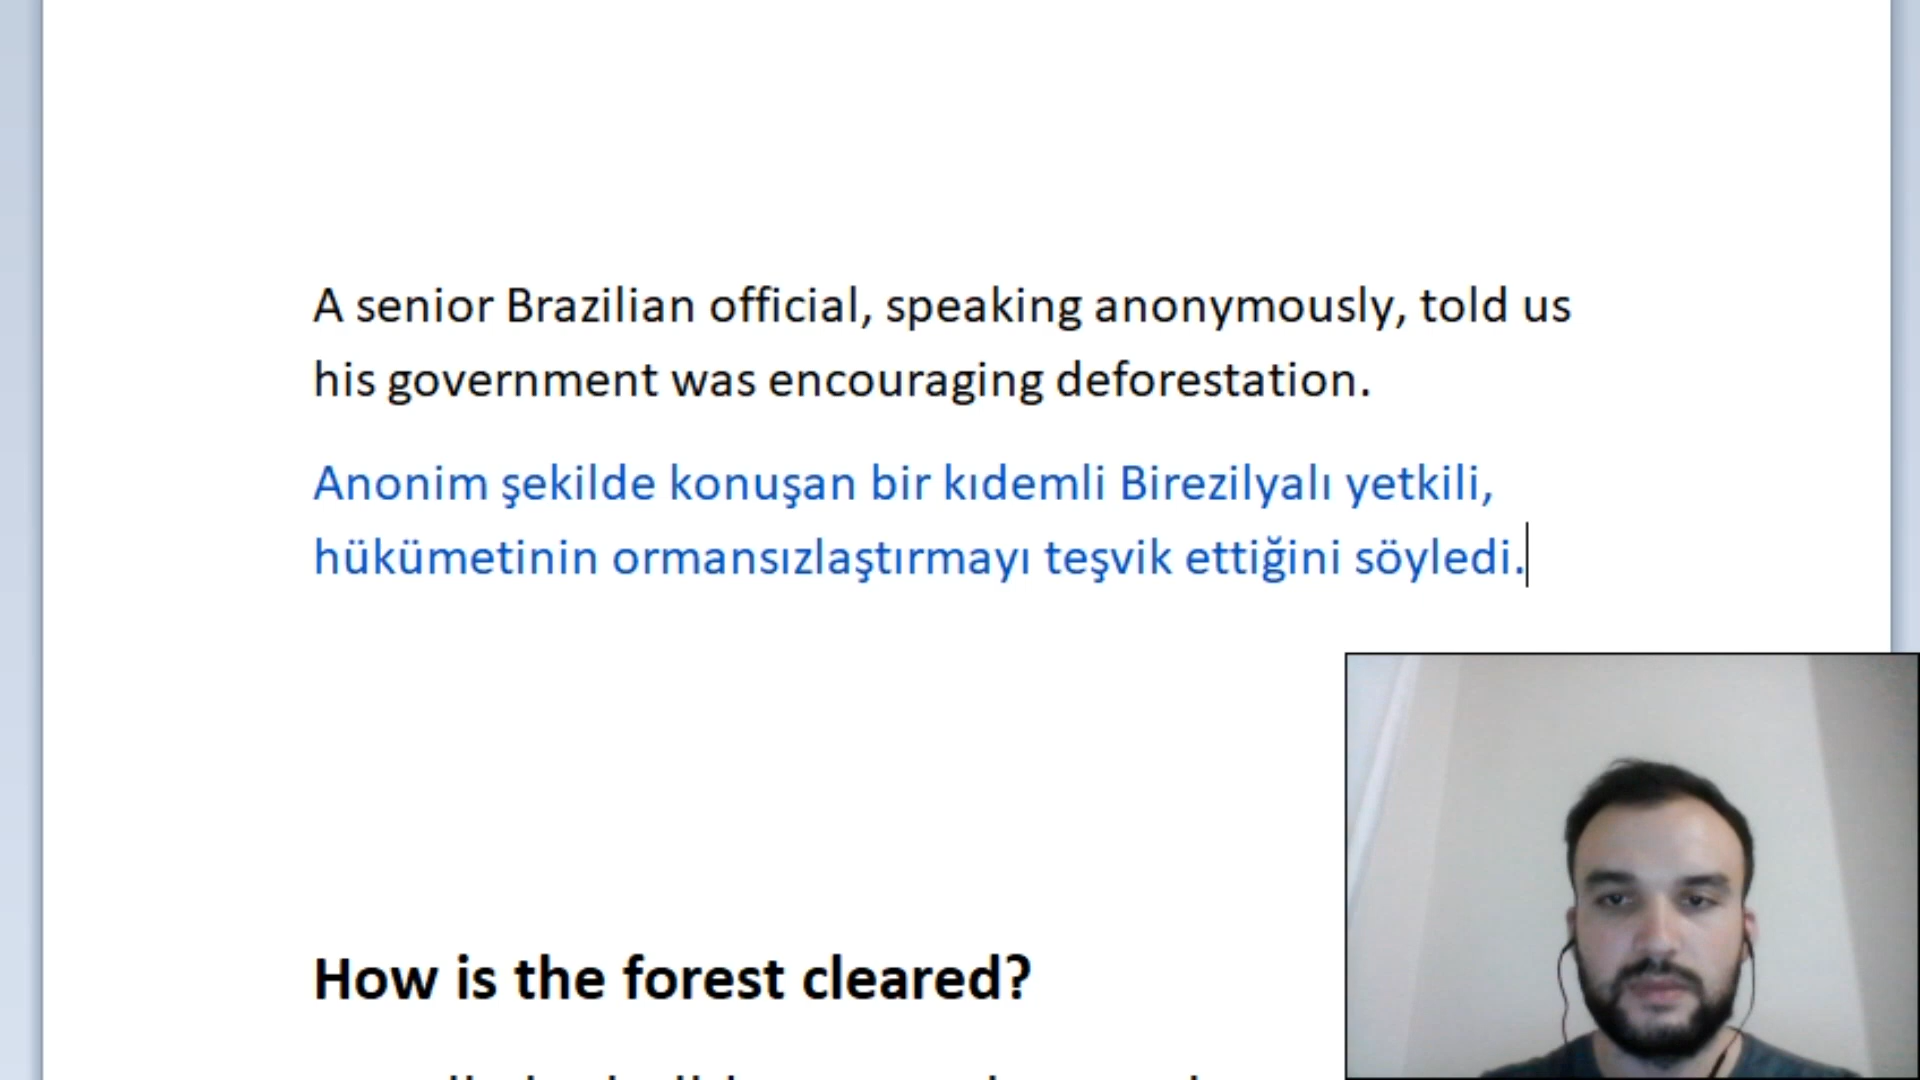 A senior Brazilian official, speaking anonymously, told us
his government was encouraging deforestation.
Anonim şekilde konuşan bir kıdemli Birezilyalı yetkili,
hükümetinin ormansızlaştırmayı teşvik ettiğini söyledi.
How is the forest cleared?